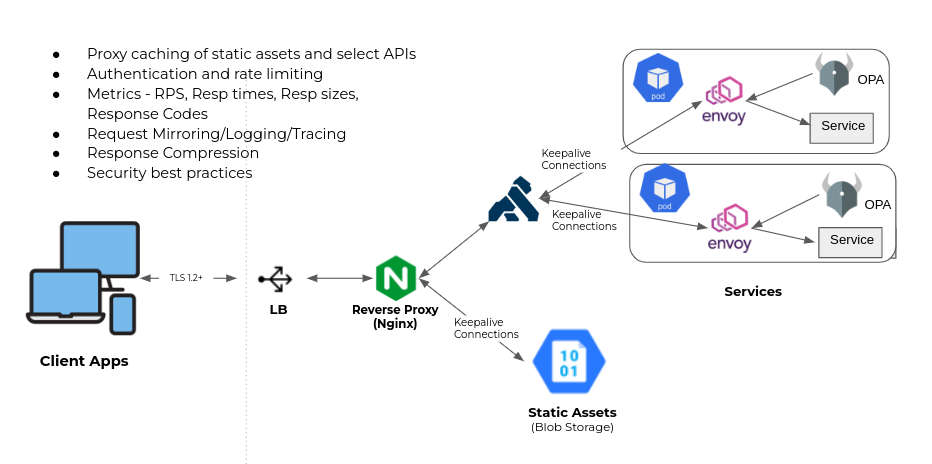 ● Proxy caching of static assets and select APIs
● Authentication and rate limiting
● Metrics - RPS, Resp times, Resp sizes,
Response Codes
● Request Mirroring/Logging/Tracing
● Response Compression
● Security best practices
pod
envoy
OPA
Service
Keepalive
Connections
pod
envoy
OPA
Service
Keepalive
Connections
Services
TLS 1.2+
Client Apps
LB
N
Reverse Proxy
(Nginx)
Keepalive
Connections
10
01
Static Assets
(Blob Storage)